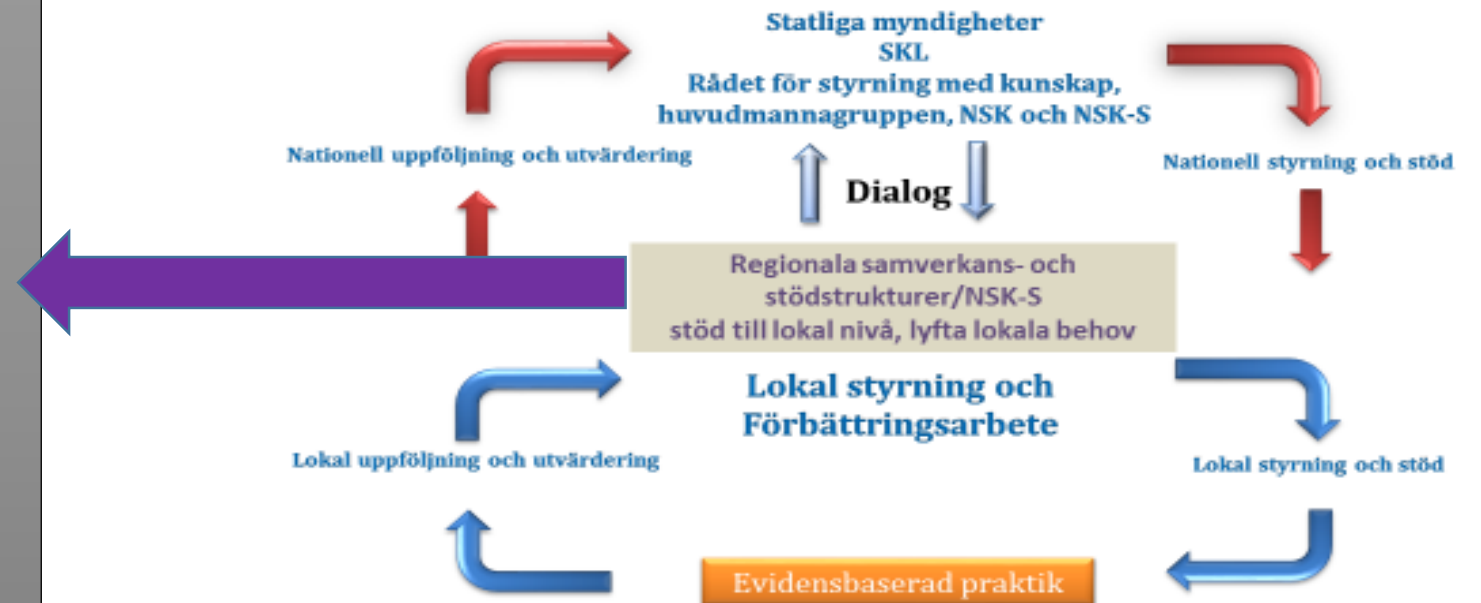 Statliga myndigheter
SKL
Rådet för styrning med kunskap,
huvudmannagruppen, NSK och NSK-S
Nationell uppföljning och utvärdering
Nationell styrning och stöd
Dialog
Regionala samverkans- och
stödstrukturer/NSK-S
stöd till lokal nivå, lyfta lokala behov
Lokal styrning och
Förbättringsarbete
Lokal uppföljning och utvärdering
Lokal styrning och stöd
Evidensbaserad praktik